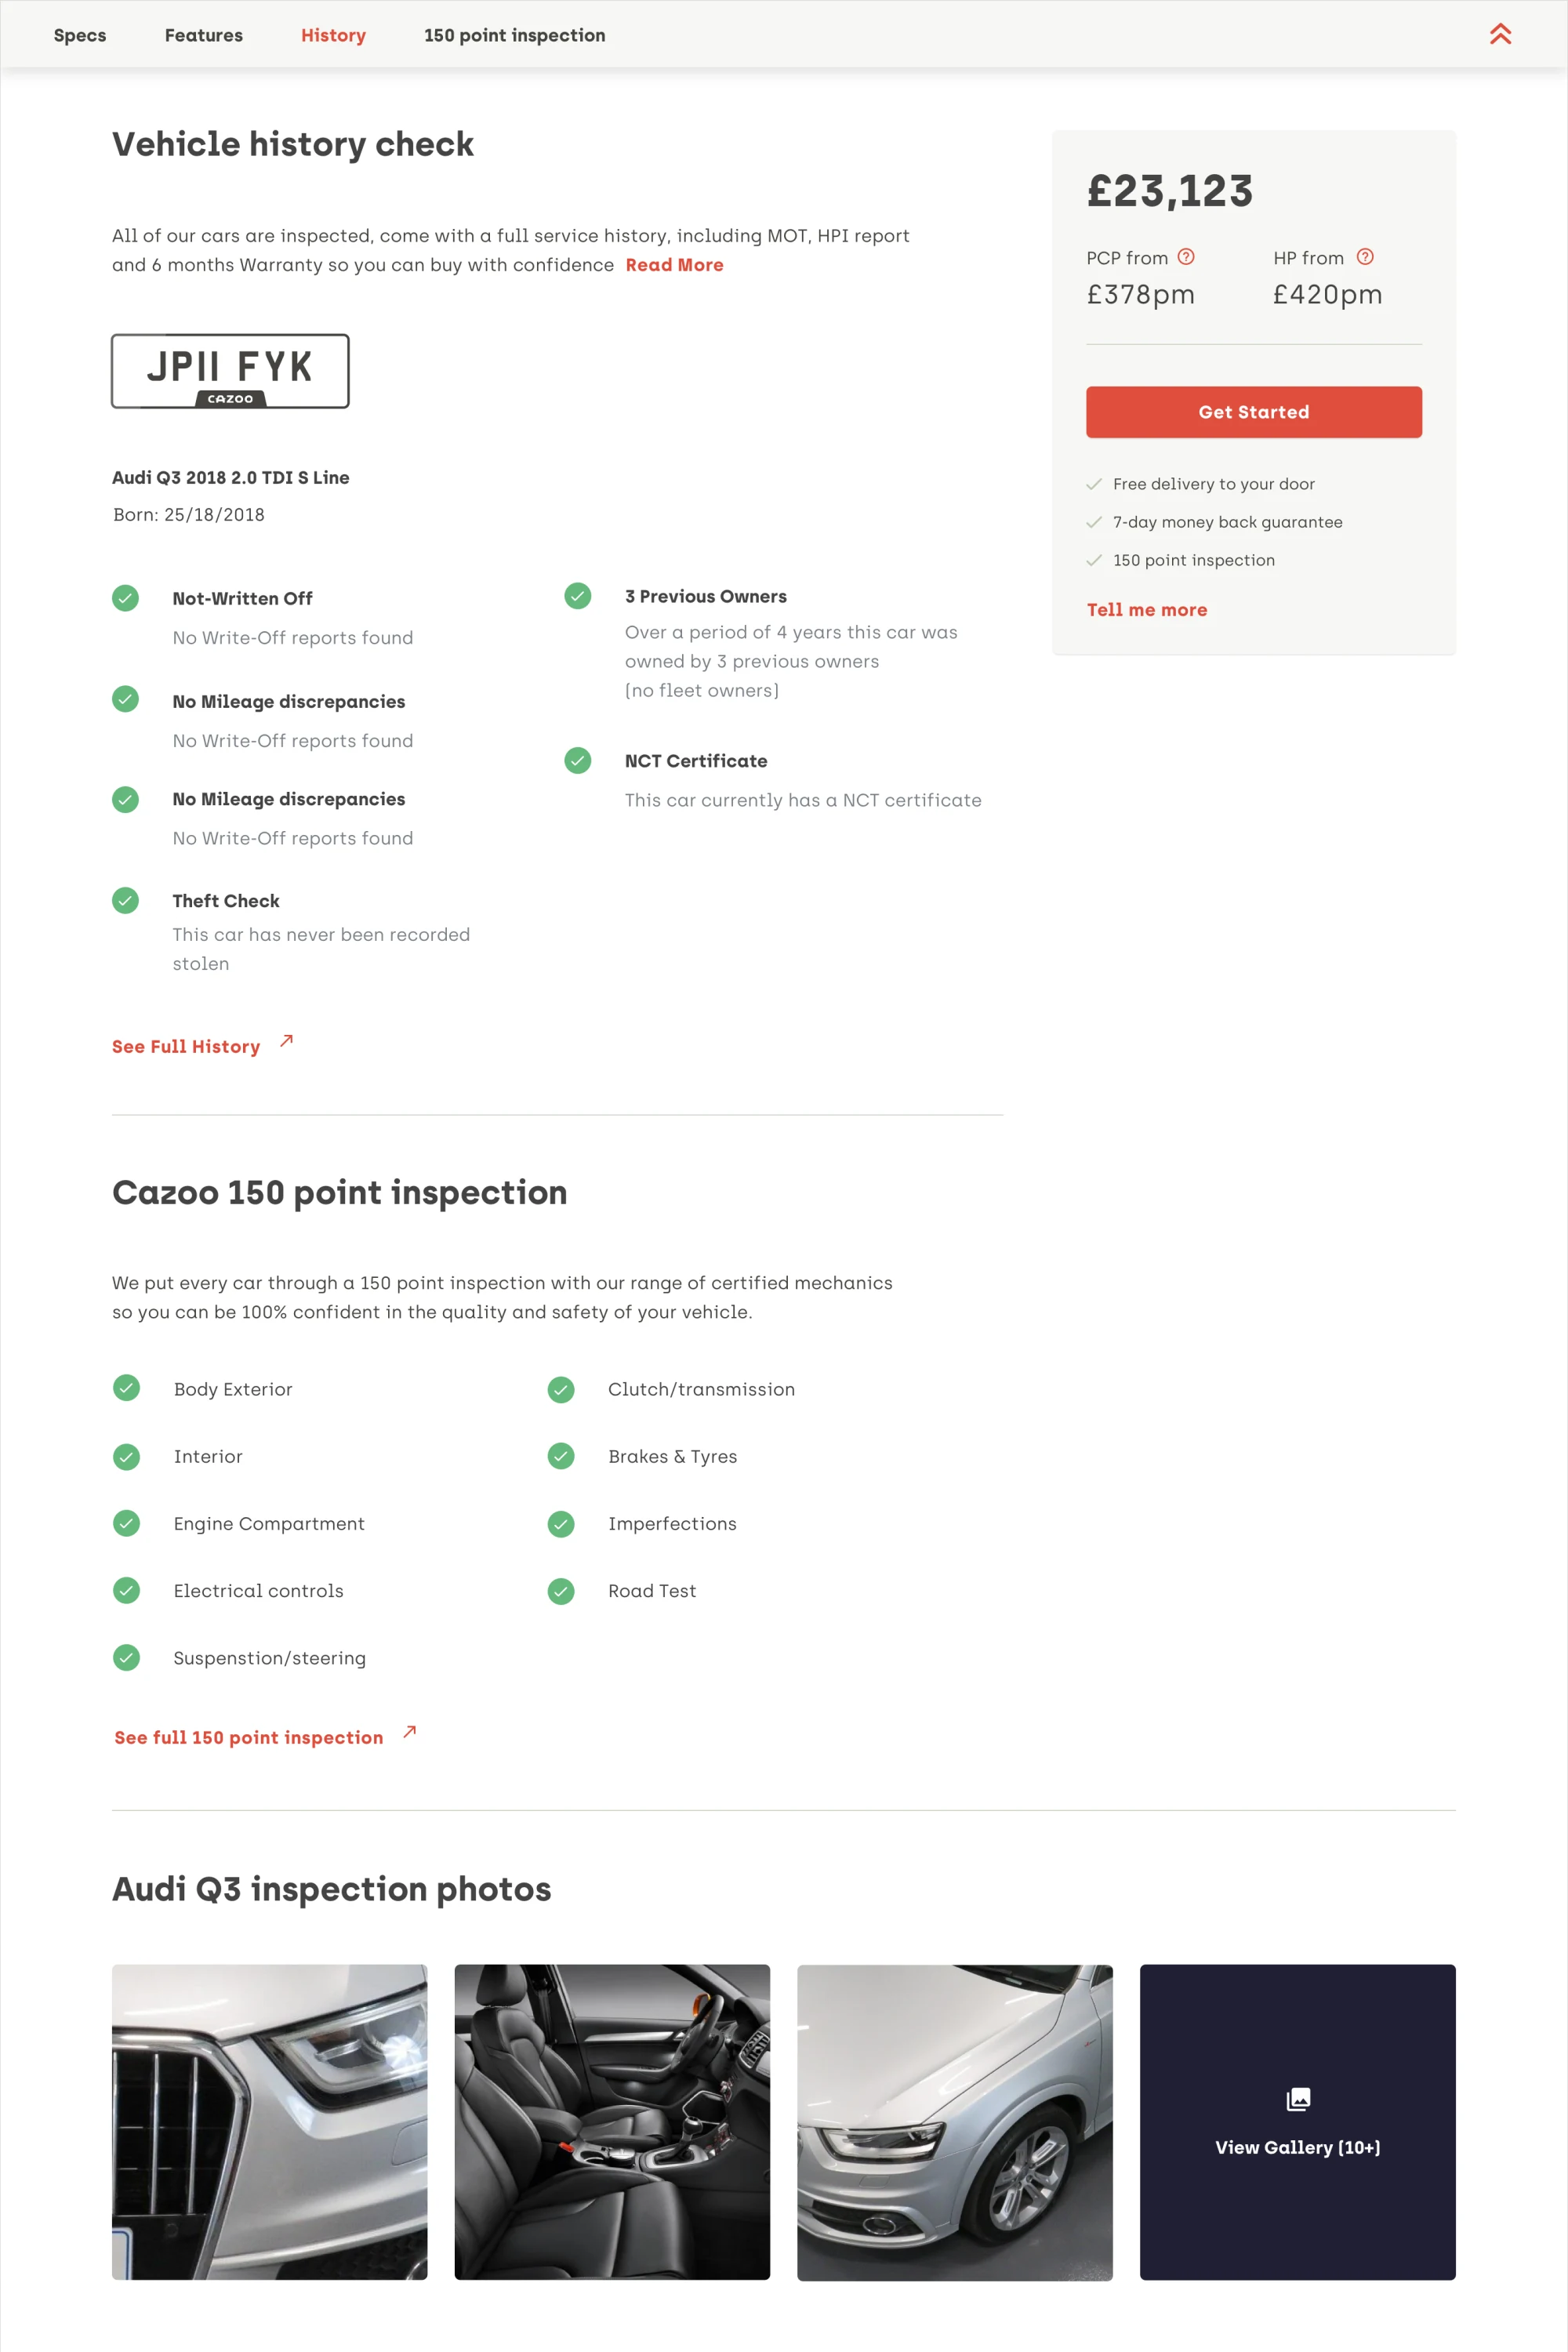 Specs
Features
History
150 point inspection
Vehicle history check
All of our cars are inspected, come with a full service history, including MOT, HPI report
and 6 months Warranty so you can buy with confidence Read More
JP11 FYK
CAZOO
Audi Q3 2018 2.0 TDI S Line
Born: 25/18/2018
Not-Written Off
No Write-Off reports found
No Mileage discrepancies
No Write-Off reports found
No Mileage discrepancies
No Write-Off reports found
Theft Check
This car has never been recorded
stolen
3 Previous Owners
Over a period of 4 years this car was
owned by 3 previous owners
(no fleet owners)
NCT Certificate
This car currently has a NCT certificate
See Full History
£23,123
PCP from
£378pm
HP from
£420pm
Get Started
Free delivery to your door
7-day money back guarantee
150 point inspection
Tell me more
Cazoo 150 point inspection
We put every car through a 150 point inspection with our range of certified mechanics
so you can be 100% confident in the quality and safety of your vehicle.
Body Exterior
Interior
Engine Compartment
Electrical controls
Suspenstion/steering
Clutch/transmission
Brakes & Tyres
Imperfections
Road Test
See full 150 point inspection
Audi Q3 inspection photos
View Gallery (10+)